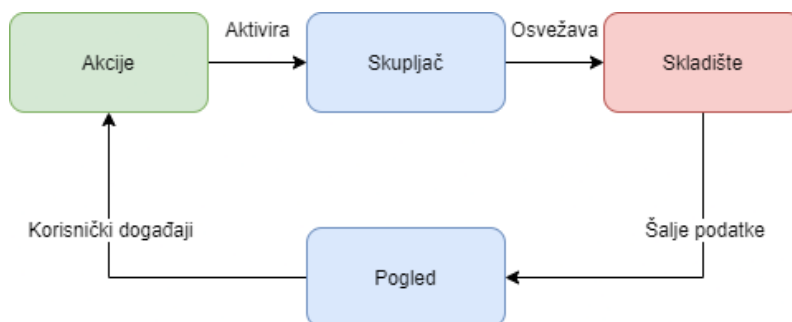 Aktivira
Osvežava
Akcije
Skupljač
Skladište
Korisnički događaji
Šalje podatke
Pogled